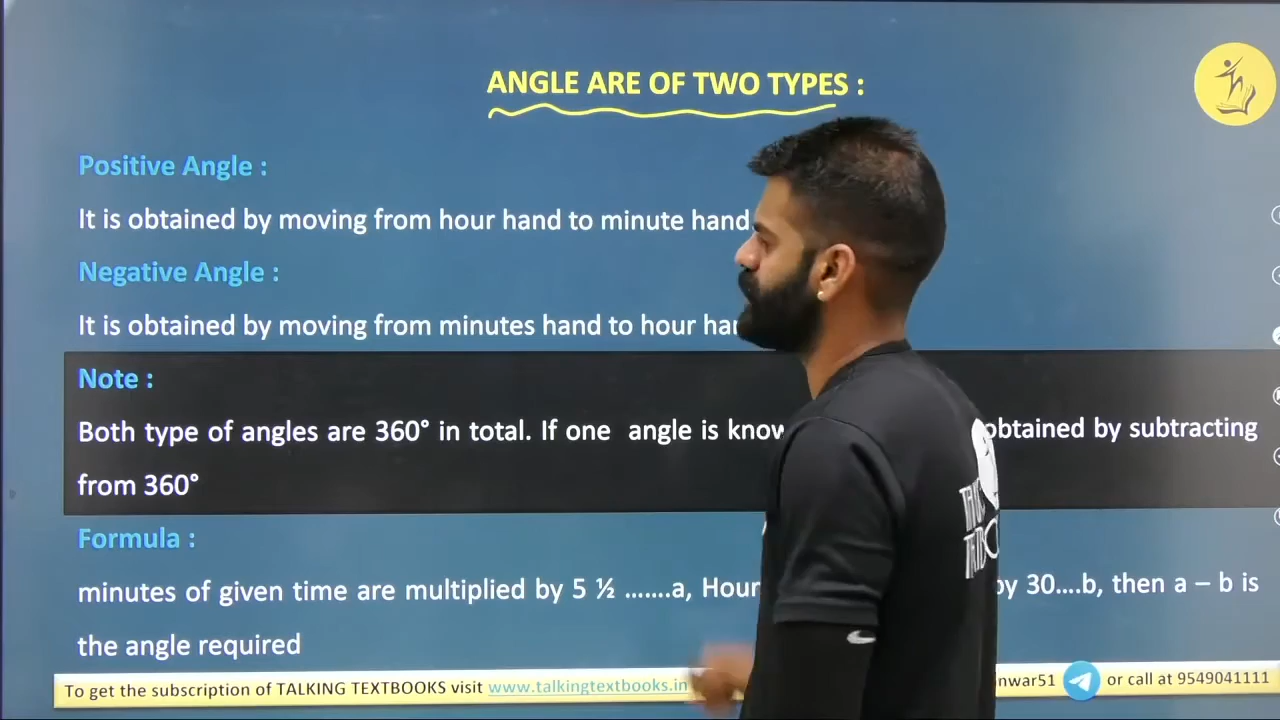 ANGLE ARE OF TWO TYPES :
Positive Angle :
It is obtained by moving from hour hand to minute hand
Negative Angle :
It is obtained by moving from minutes hand to hour
Note :
Both type of angles are 360° in total. If one angle is obtained by subtracting
from 360°
Formula :
minutes of given time are multiplied by 5 ½ .......a, by 30....b, then a – b is
the angle required
To get the subscription of TALKING TEXTBOOKS visit www.talkingtextbooks.in or call at 9549041111